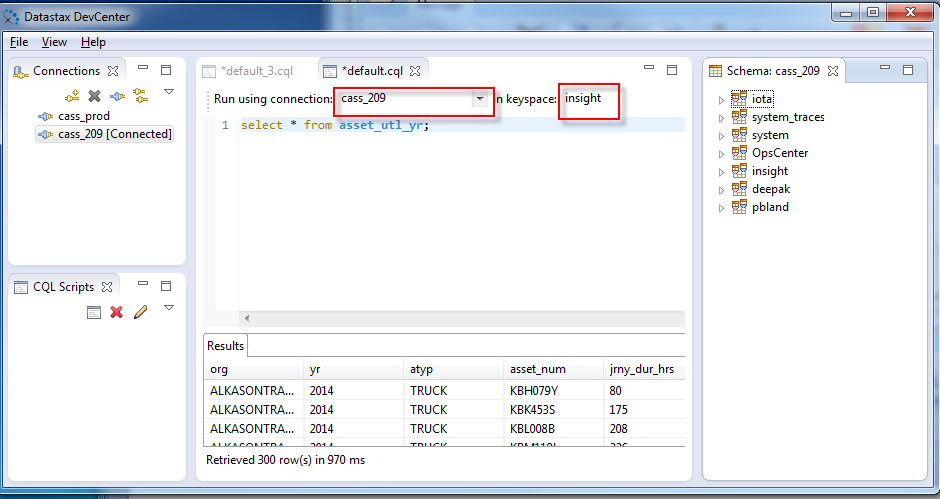 Datastax DevCenter
File View Help
Connections
cass_prod
cass_209 [Connected]
CQL Scripts
*default_3.cql
*default.cql
Run using connection: cass_209 n keyspace: insight
1 select * from asset_utl_yr;
Results
org yr atyp asset_num jrny_dur_hrs
ALKASONTRA... 2014 TRUCK KBH079Y 80
ALKASONTRA... 2014 TRUCK KBK453S 175
ALKASONTRA... 2014 TRUCK KBL008B 208
Retrieved 300 row(s) in 970 ms
Schema: cass_209
iota
system_traces
system
OpsCenter
insight
deepak
pbland